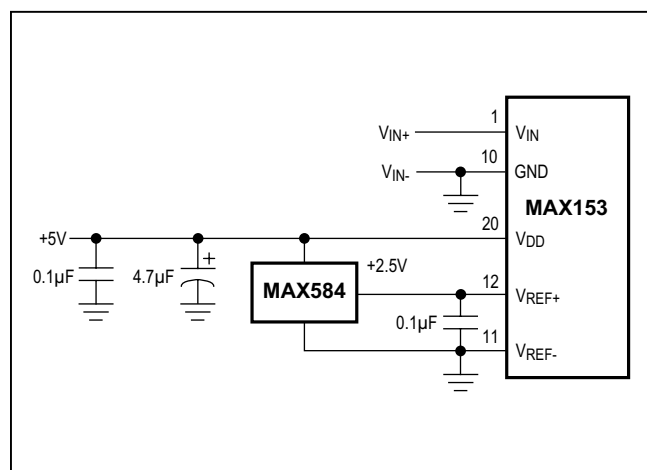 1
VIN+
VIN
10
VIN-
GND
MAX153
20
+5V
VDD
+
+2.5V
0.1µF
4.7µF
MAX584
12
VREF+
0.1µF
11
VREF-